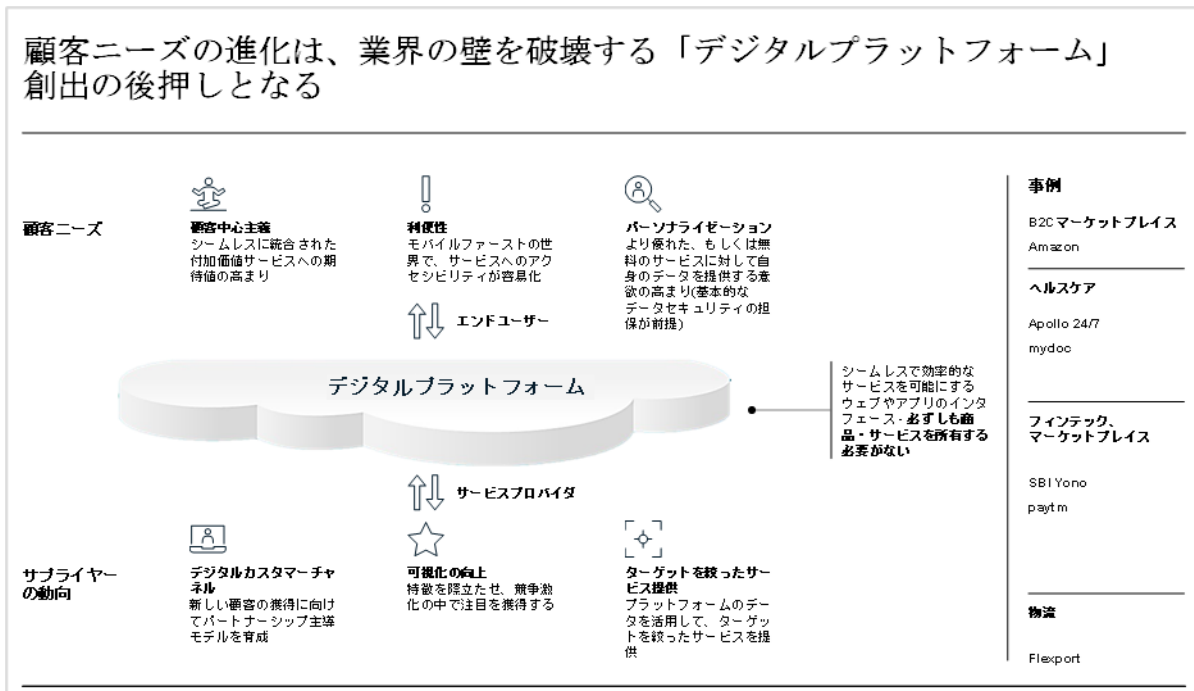 顧客ニーズの進化は、業界の壁を破壊する「デジタルプラットフォーム」
創出の後押しとなる
顧客ニーズ
顧客中心主義
シームレスに統合された
付加価値サービスへの期
待値の高まり
利便性
モバイルファーストの世
界で、サービスへのアク
セシビリティが容易化
パーソナライゼーション
より優れた、もしくは無
料のサービスに対して自
身のデータを提供する意
欲の高まり(基本的な
データセキュリティの担
保が前提)
エンドユーザー
デジタルプラットフォーム
シームレスで効率的な
サービスを可能にする
ウェブやアプリのインタ
フェース - 必ずしも商
品・サービスを所有する
必要がない
サービスプロバイダ
サプライヤー
の動向
デジタルカスタマーチャ
ネル
新しい顧客の獲得に向け
てパートナーシップ主導
モデルを育成
可視化の向上
特徴を際立たせ、競争激
化の中で注目を獲得する
ターゲットを絞ったサー
ビス提供
プラットフォームのデー
タを活用して、ターゲッ
トを絞ったサービスを提
供
事例
B2C マーケットプレイス
Amazon
ヘルスケア
Apollo 24/7
mydoc
フィンテック、
マーケットプレイス
SBI Yono
paytm
物流
Flexport